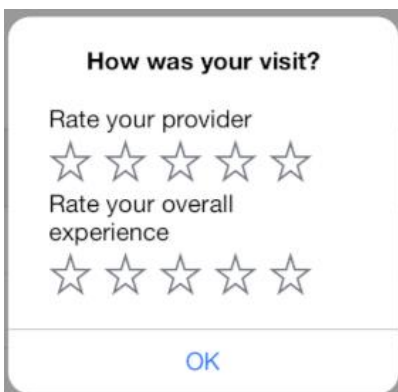 How was your visit?
Rate your provider
Rate your overall
experience
OK